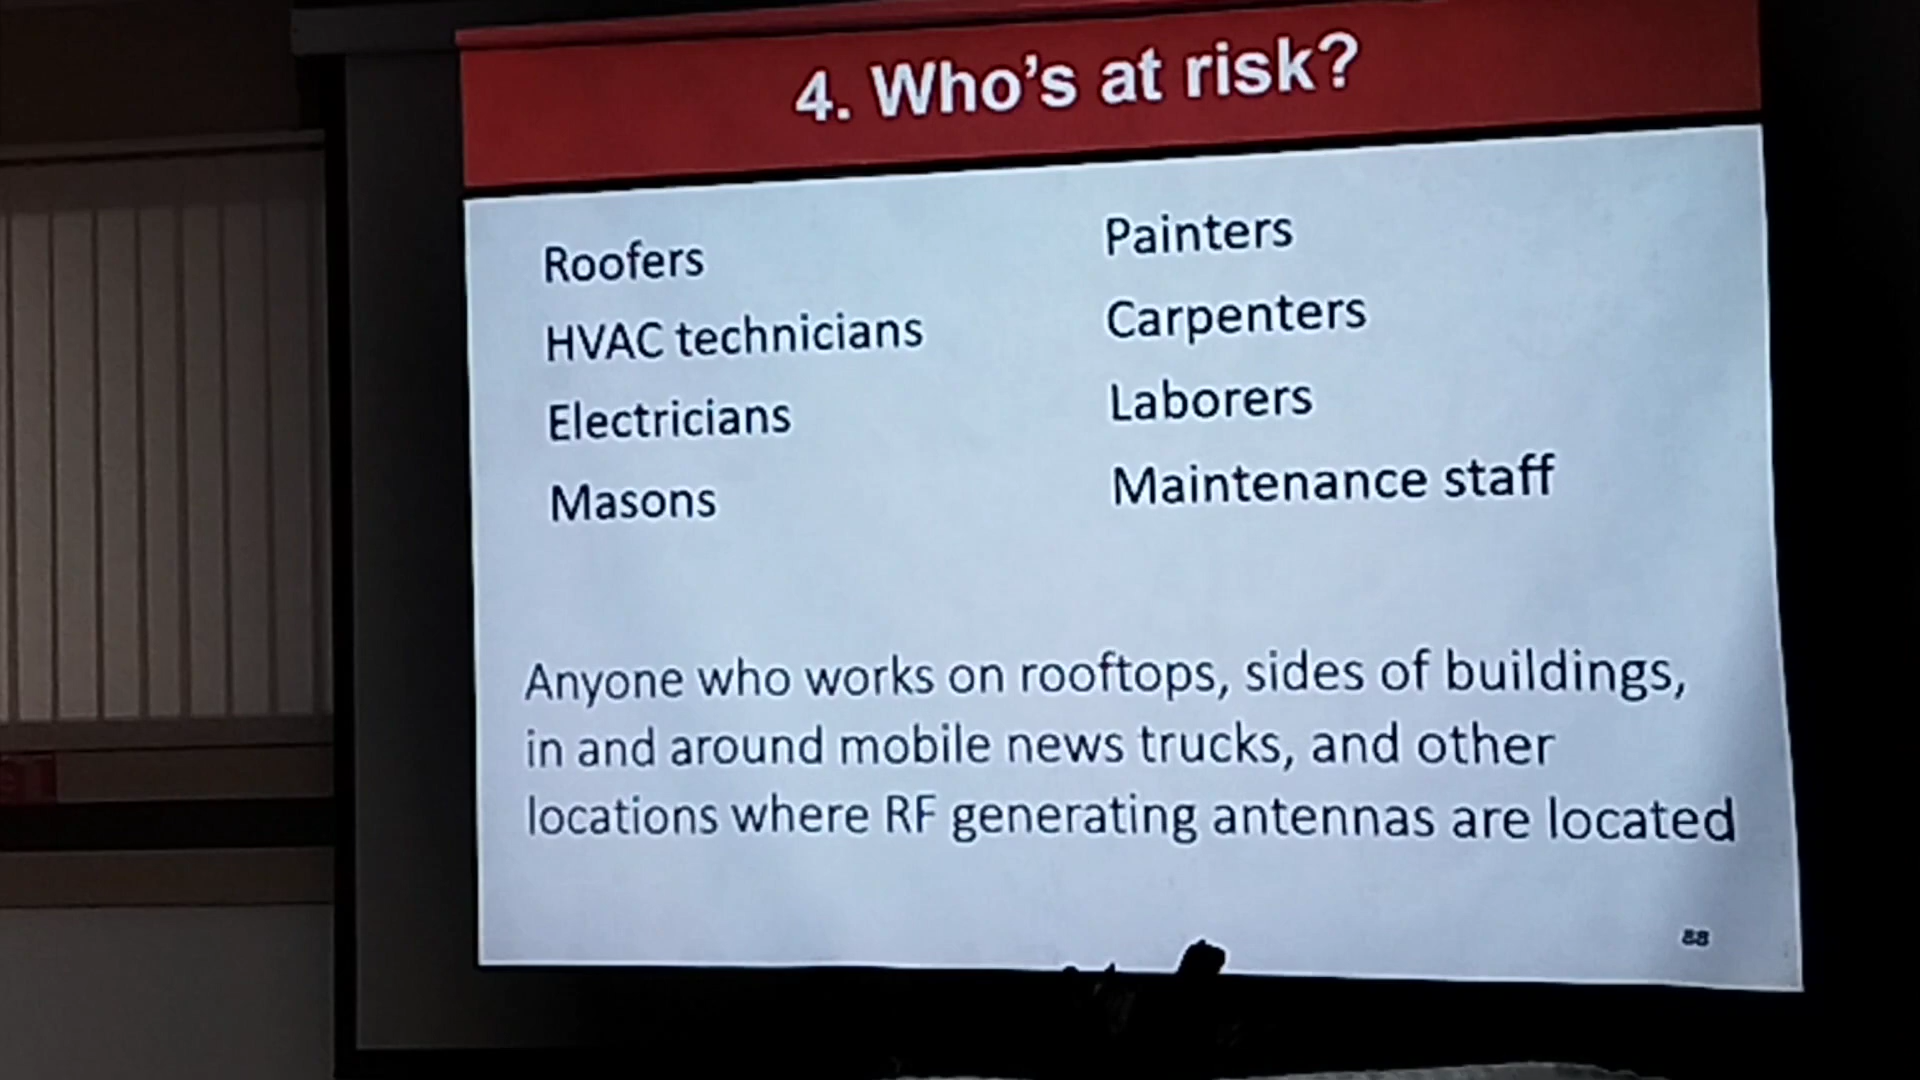 4. Who's at risk?
Roofers
HVAC technicians
Electricians
Masons
Painters
Carpenters
Laborers
Maintenance staff
Anyone who works on rooftops, sides of buildings,
in and around mobile news trucks, and other
locations where RF generating antennas are located